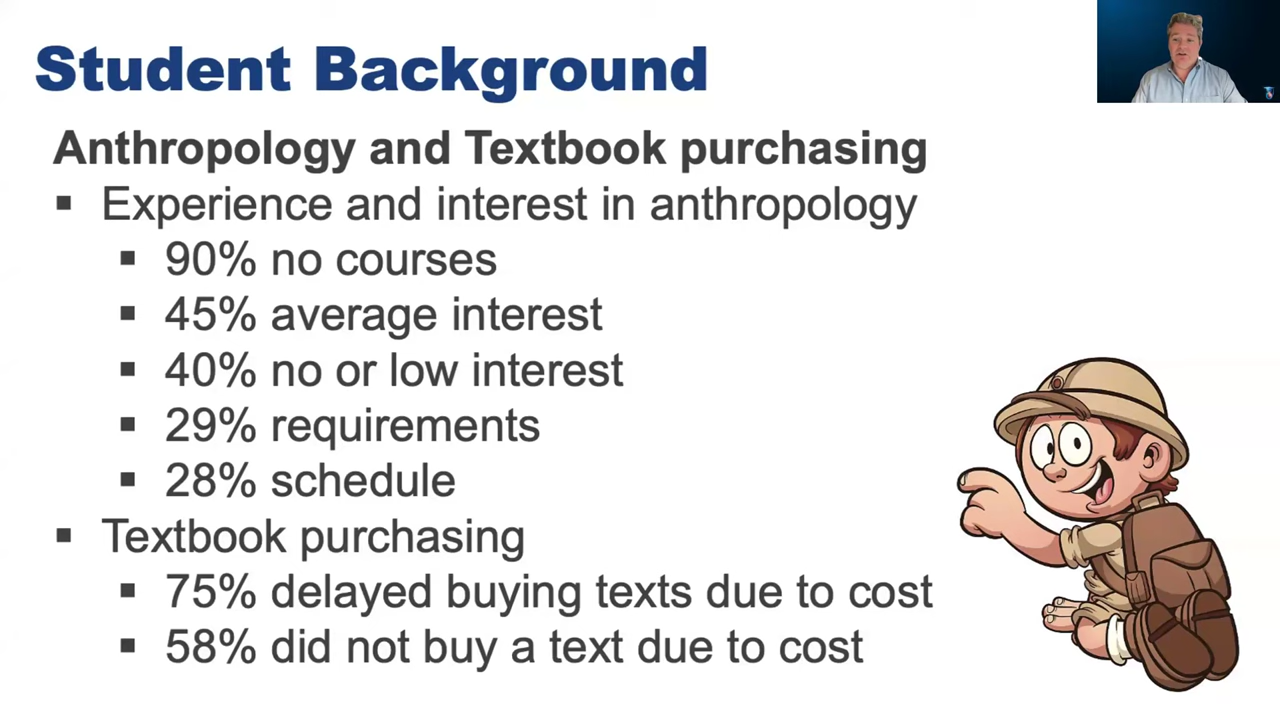 Student Background
Anthropology and Textbook purchasing
▪ Experience and interest in anthropology
▪ 90% no courses
▪ 45% average interest
▪ 40% no or low interest
▪ 29% requirements
▪ 28% schedule
▪ Textbook purchasing
▪ 75% delayed buying texts due to cost
▪ 58% did not buy a text due to cost